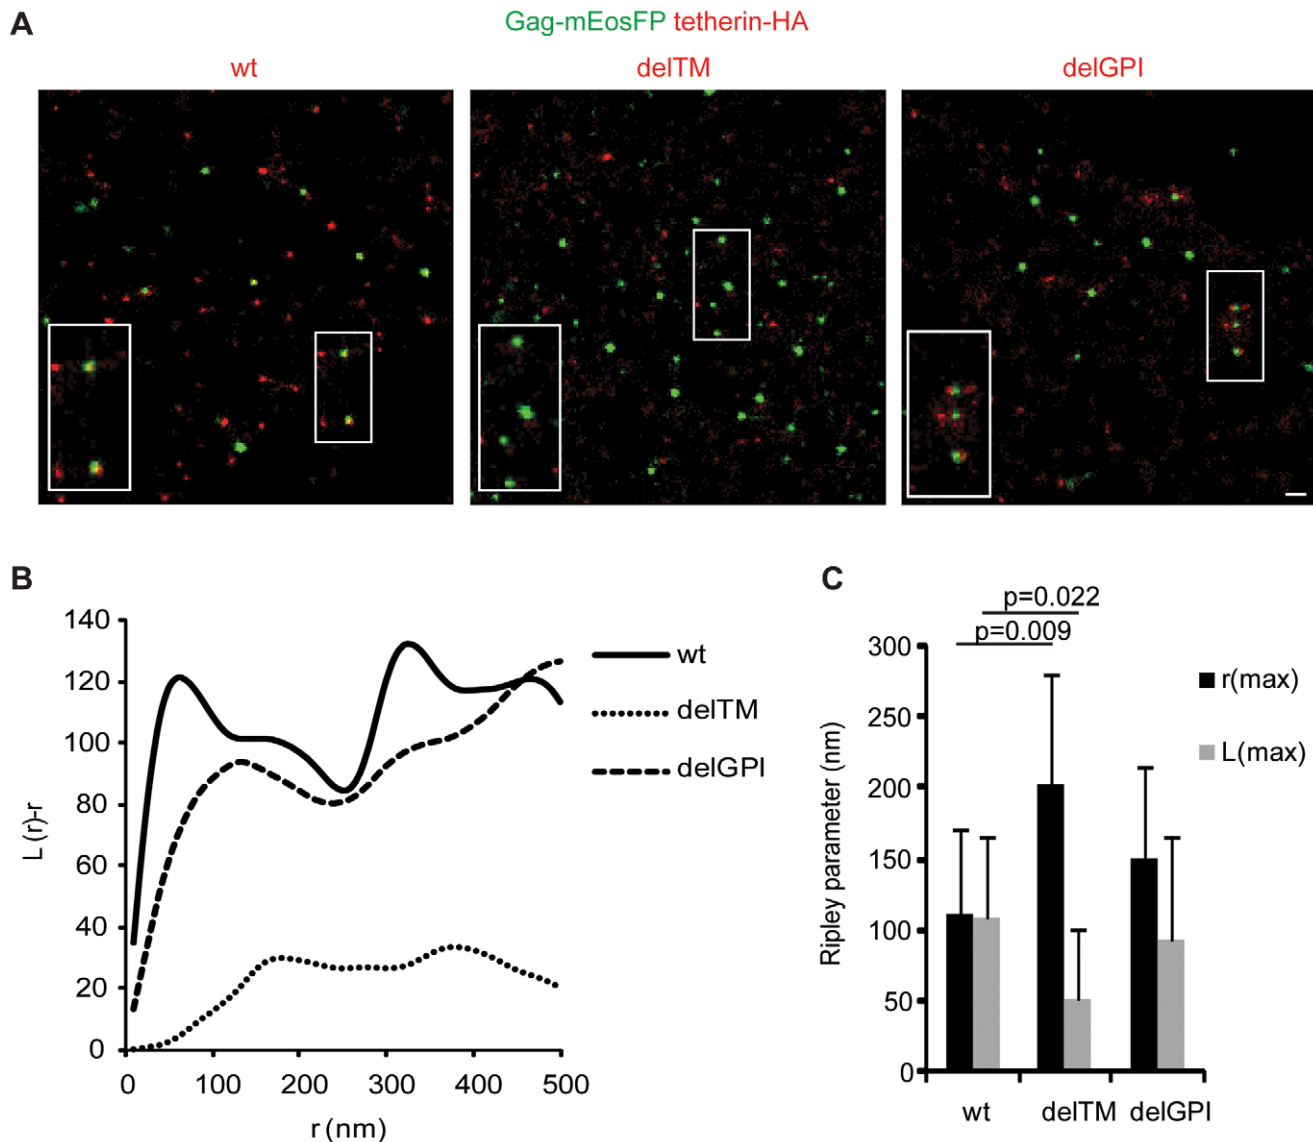 A
Gag-mEosFP tetherin-HA
wt
delTM
delGPI
B
140
120
100
80
60
40
20
0
L(r)-r
0 100 200 300 400 500
r (nm)
wt
delTM
delGPI
C
p=0.022
p=0.009
300
250
200
150
100
50
0
Ripley parameter (nm)
wt delTM delGPI
r(max)
L(max)